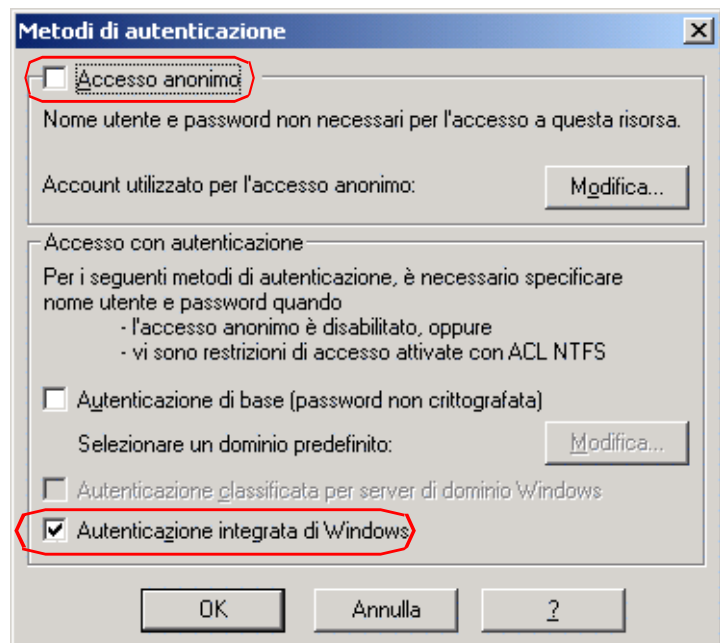 Metodi di autenticazione
Accesso anonimo
Nome utente e password non necessari per l'accesso a questa risorsa.
Account utilizzato per l'accesso anonimo:
Modifica...
Accesso con autenticazione
Per i seguenti metodi di autenticazione, è necessario specificare
nome utente e password quando
- l'accesso anonimo è disabilitato, oppure
- vi sono restrizioni di accesso attivate con ACL NTFS
Autenticazione di base (password non crittografata)
Selezionare un dominio predefinito:
Modifica...
Autenticazione classificata per server di dominio Windows
Autenticazione integrata di Windows
OK
Annulla
?